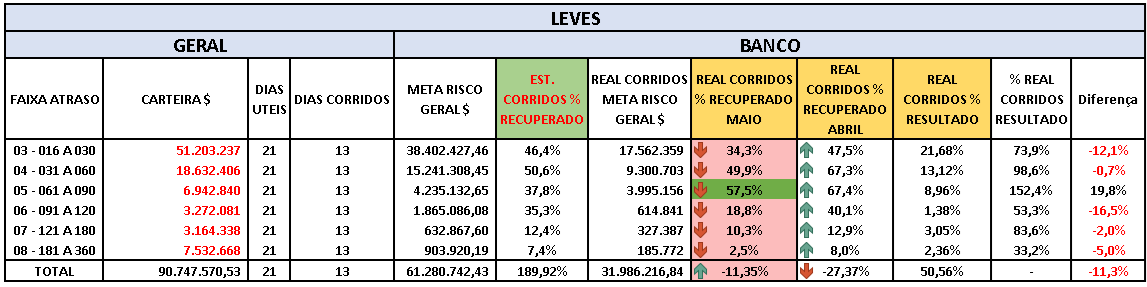 LEVES
GERAL BANCO
FAIXA ATRASO CARTEIRA $ DIAS UTEIS DIAS CORRIDOS META RISCO GERAL $ EST. CORRIDOS % RECUPERADO REAL CORRIDOS META RISCO GERAL $ REAL CORRIDOS % RECUPERADO MAIO REAL CORRIDOS % RECUPERADO ABRIL REAL CORRIDOS % RESULTADO % REAL CORRIDOS RESULTADO Diferença
03 - 016 A 030 51.203.237 21 13 38.402.427,46 46,4% 17.562.359 34,3% 47,5% 21,68% 73,9% -12,1%
04 - 031 A 060 18.632.406 21 13 15.241.308,45 50,6% 9.300.703 49,9% 67,3% 13,12% 98,6% -0,7%
05 - 061 A 090 6.942.840 21 13 4.235.132,65 37,8% 3.995.156 57,5% 67,4% 8,96% 152,4% 19,8%
06 - 091 A 120 3.272.081 21 13 1.865.086,08 35,3% 614.841 18,8% 40,1% 1,38% 53,3% -16,5%
07 - 121 A 180 3.164.338 21 13 632.867,60 12,4% 327.387 10,3% 12,9% 3,05% 83,6% -2,0%
08 - 181 A 360 7.532.668 21 13 903.920,19 7,4% 185.772 2,5% 8,0% 2,36% 33,2% -5,0%
TOTAL 90.747.570,53 21 13 61.280.742,43 189,92% 31.986.216,84 -11,35% -27,37% 50,56% - -11,3%